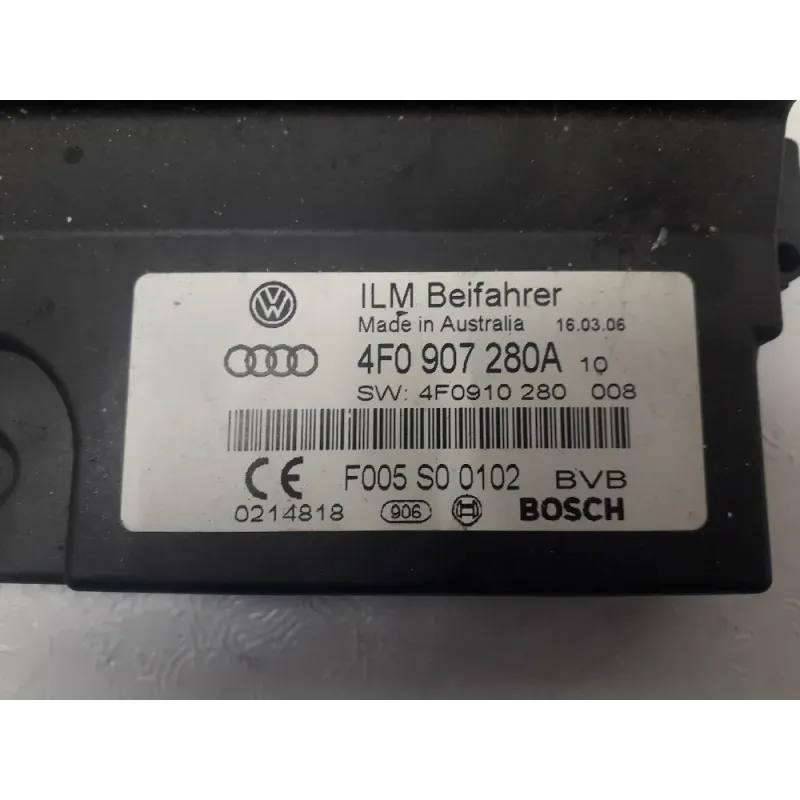 ILM Beifahrer
Made in Australia 16.03.06
4F0 907 280A 10
SW: 4F0910 280 008
CE F005 S0 0102 BVB
0214818 906 BOSCH